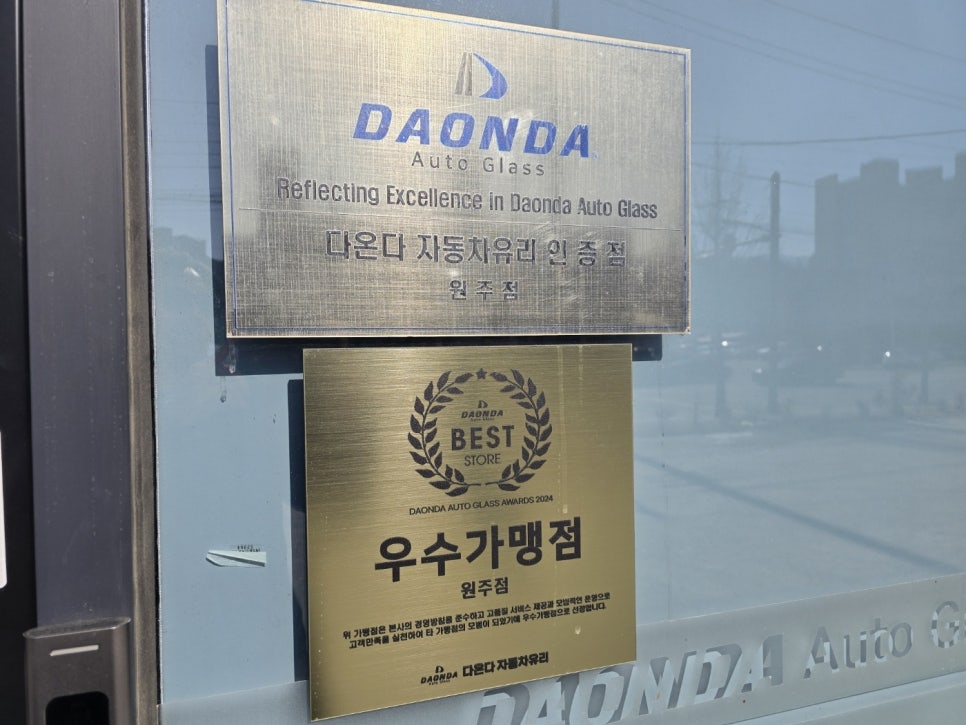 DAONDA
Auto Glass
Reflecting Excellence in Daonda Auto Glass
다온다 자동차유리 인증점
원주점
DAONDA
Auto Glass
BEST
STORE
DAONDA AUTO GLASS AWARDS 2024
우수가맹점
원주점
위 가맹점은 본사의 경영방침을 준수하고 고품질 서비스 제공과 모범적인 운영으로
고객만족을 실천하여 타 가맹점의 모범이 되었기에 우수가맹점으로 선정합니다.
DAONDA 다온다 자동차유리
Auto Glass
DAONDA Auto G